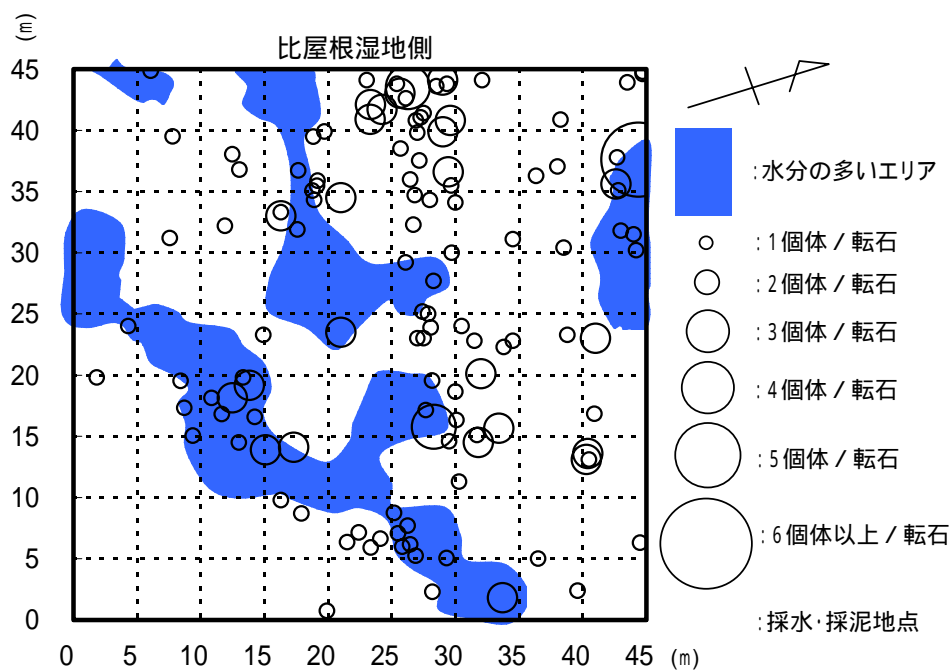 (m)
比屋根湿地側
45
40
35
30
25
20
15
10
5
0
0 5 10 15 20 25 30 35 40 45 (m)
:水分の多いエリア
:1個体/転石
:2個体/転石
:3個体/転石
:4個体/転石
:5個体/転石
:6個体以上/転石
:採水・採泥地点